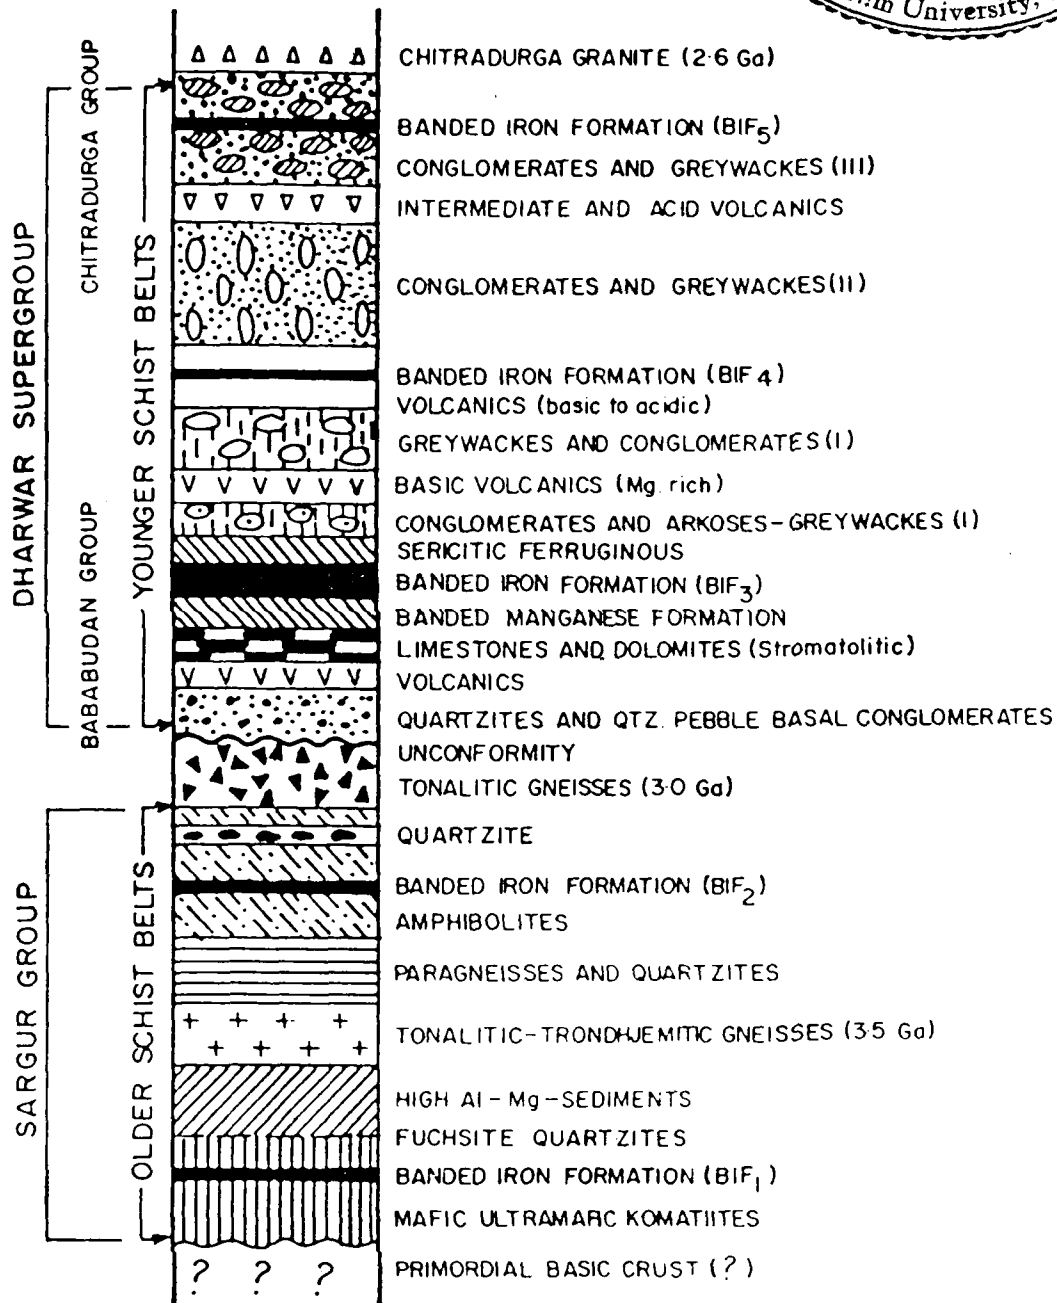 University,
CHITRADURGA GRANITE (2·6 Ga)
BANDED IRON FORMATION (BIF5)
CONGLOMERATES AND GREYWACKES (III)
INTERMEDIATE AND ACID VOLCANICS
CONGLOMERATES AND GREYWACKES (II)
BANDED IRON FORMATION (BIF4)
VOLCANICS (basic to acidic)
GREYWACKES AND CONGLOMERATES (I)
BASIC VOLCANICS (Mg. rich)
CONGLOMERATES AND ARKOSES-GREYWACKES (I)
SERICITIC FERRUGINOUS
BANDED IRON FORMATION (BIF3)
BANDED MANGANESE FORMATION
LIMESTONES AND DOLOMITES (Stromatolitic)
VOLCANICS
QUARTZITES AND QTZ. PEBBLE BASAL CONGLOMERATES
UNCONFORMITY
TONALITIC GNEISSES (3·0 Ga)
QUARTZITE
BANDED IRON FORMATION (BIF2)
AMPHIBOLITES
PARAGNEISSES AND QUARTZITES
TONALITIC-TRONDHJEMITIC GNEISSES (3·5 Ga)
HIGH Al-Mg-SEDIMENTS
FUCHSITE QUARTZITES
BANDED IRON FORMATION (BIF1)
MAFIC ULTRAMAFIC KOMATIITES
? ? ? PRIMORDIAL BASIC CRUST (?)
DHARWAR SUPERGROUP
CHITRADURGA GROUP
BABABUDAN GROUP
YOUNGER SCHIST BELTS
SARGUR GROUP
OLDER SCHIST BELTS